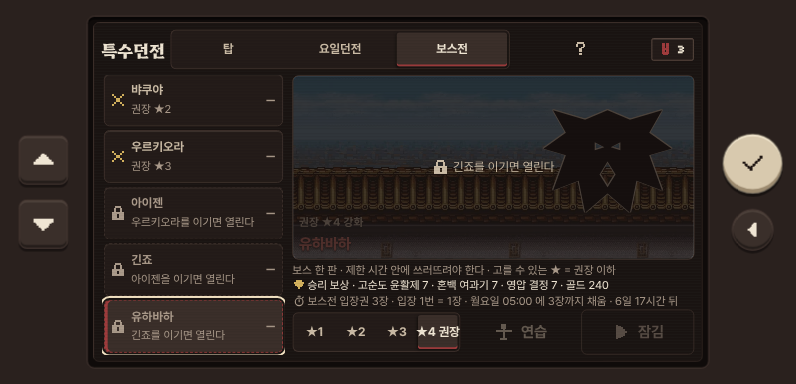 특수던전
탑
요일던전
보스전
?
3
뱌쿠야
권장 ★2
우르키오라
권장 ★3
아이젠
우르키오라를 이기면 열린다
긴죠
아이젠을 이기면 열린다
유하바하
긴죠를 이기면 열린다
긴죠를 이기면 열린다
권장 ★4 강화
유하바하
보스 한 판 · 제한 시간 안에 쓰러뜨려야 한다 · 고를 수 있는 ★ = 권장 이하
승리 보상 · 고순도 윤활제 7 · 혼백 여과기 7 · 영압 결정 7 · 골드 240
보스전 입장권 3장 · 입장 1번 = 1장 · 월요일 05:00 에 3장까지 채움 · 6일 17시간 뒤
★1
★2
★3
★4 권장
연습
잠김